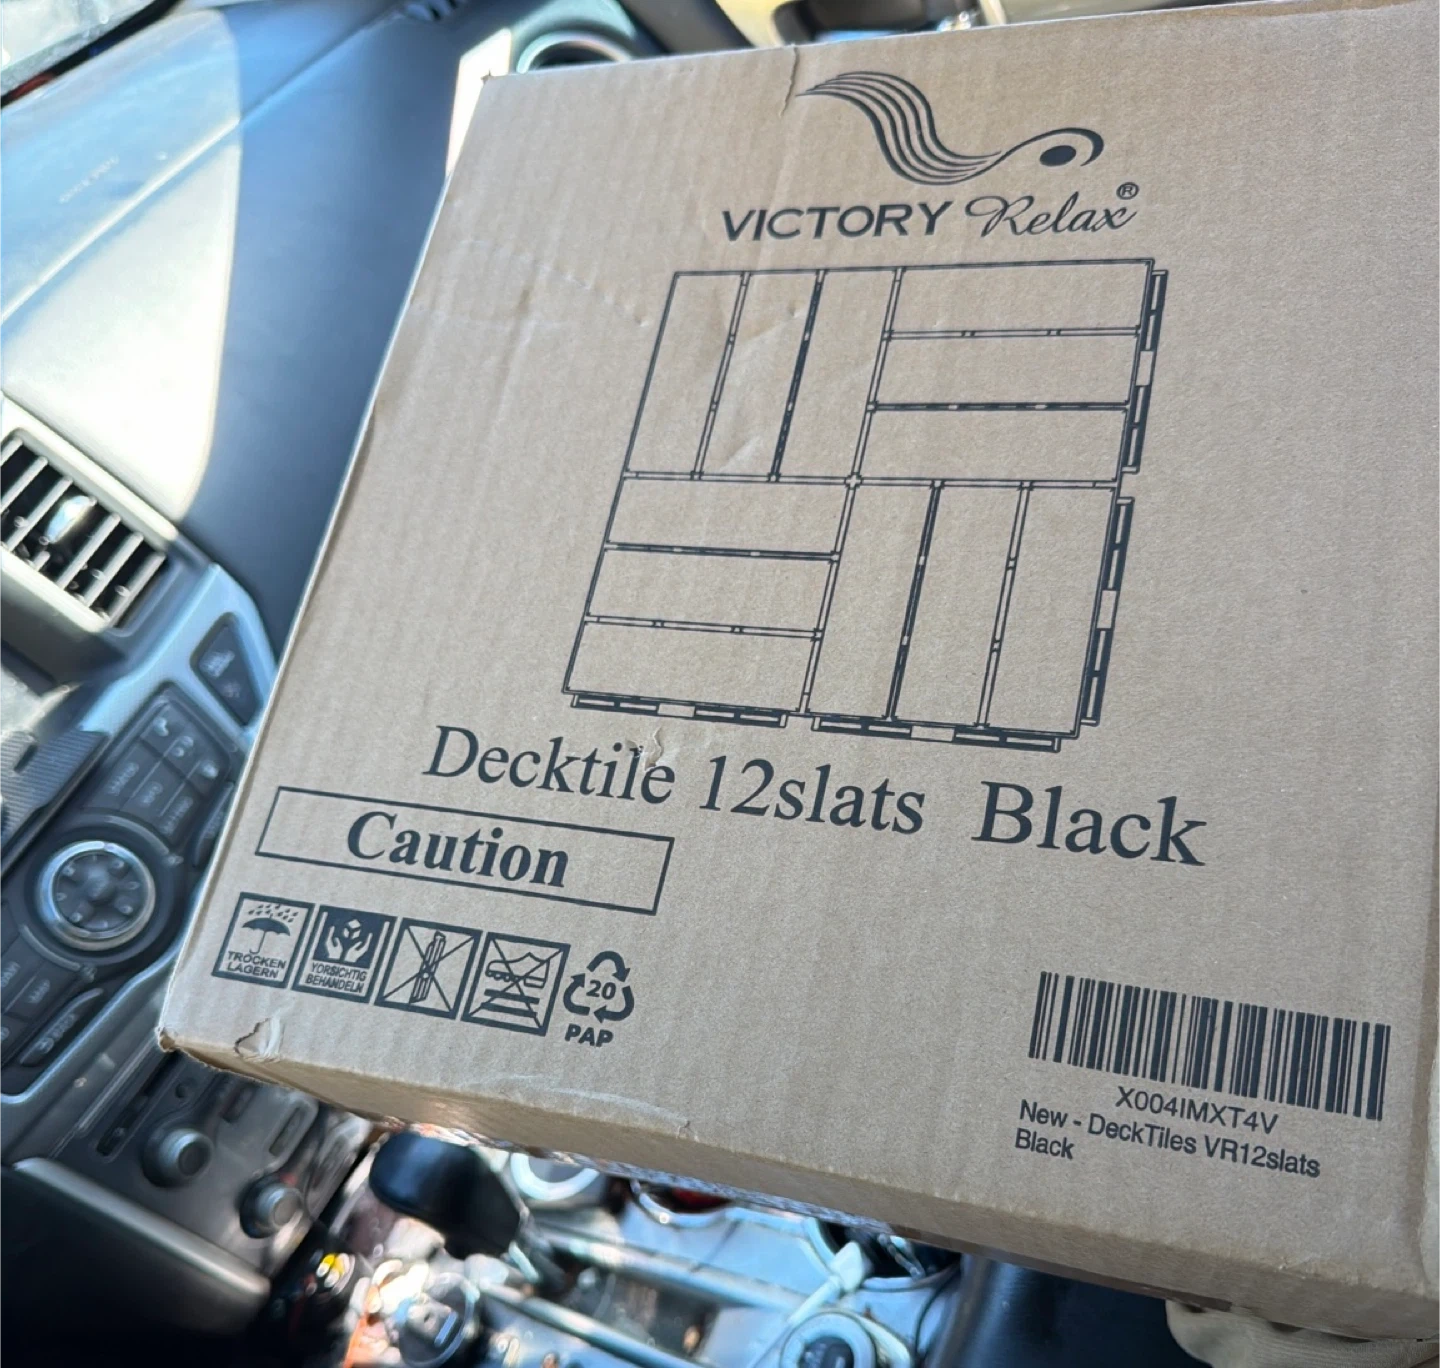 VICTORY Relax®
Decktile 12slats Black
Caution
TROCKEN
LAGERN
VORSICHTIG
BEHANDELN
20
PAP
X004IMXT4V
New - DeckTiles VR12slats
Black